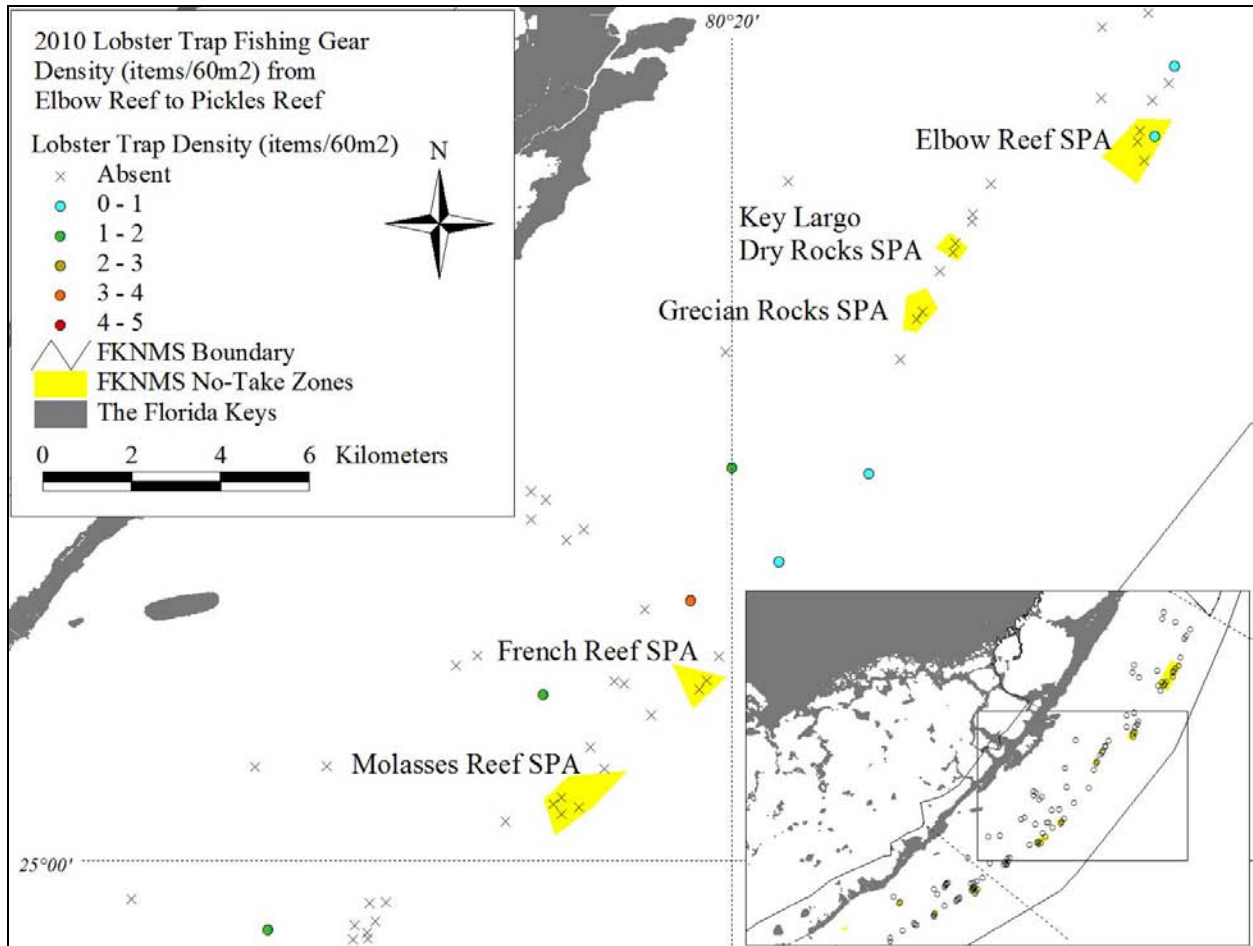 2010 Lobster Trap Fishing Gear
Density (items/60m2) from
Elbow Reef to Pickles Reef
Lobster Trap Density (items/60m2)
Absent
0 - 1
1 - 2
2 - 3
3 - 4
4 - 5
FKNMS Boundary
FKNMS No-Take Zones
The Florida Keys
0 2 4 6 Kilometers
N
80°20'
Elbow Reef SPA
Key Largo
Dry Rocks SPA
Grecian Rocks SPA
French Reef SPA
Molasses Reef SPA
25°00'